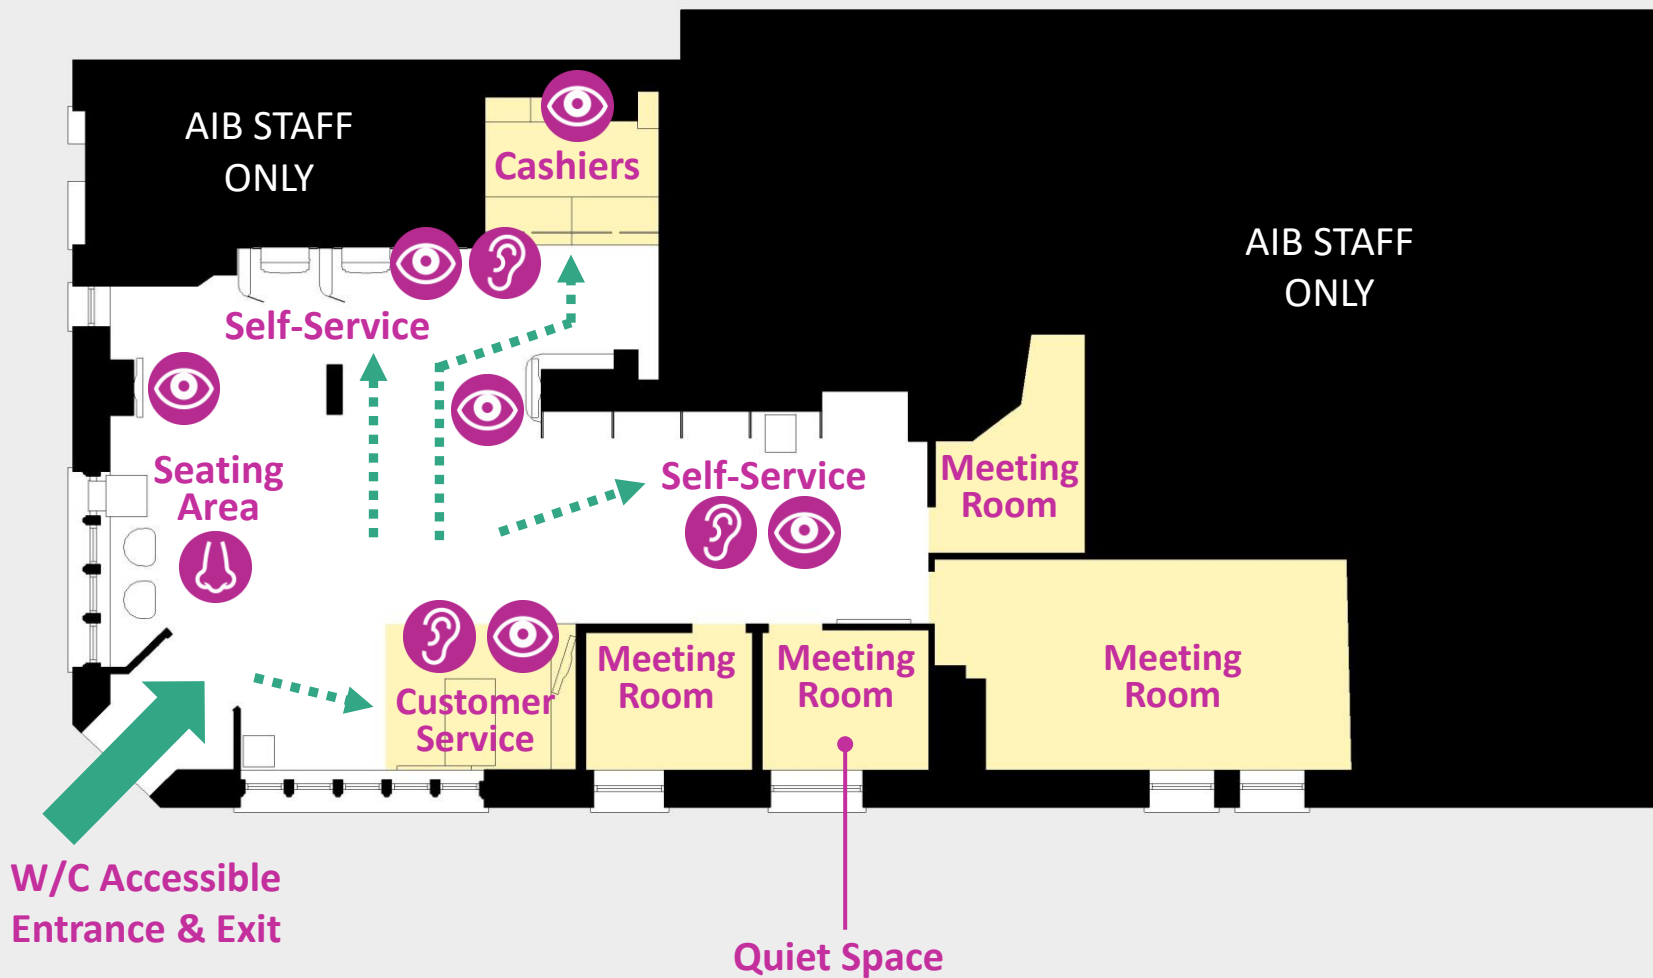 AIB STAFF
ONLY
Cashiers
AIB STAFF
ONLY
Self-Service
Seating
Area
Self-Service
Meeting
Room
Customer
Service
Meeting
Room
Meeting
Room
Meeting
Room
W/C Accessible
Entrance & Exit
Quiet Space